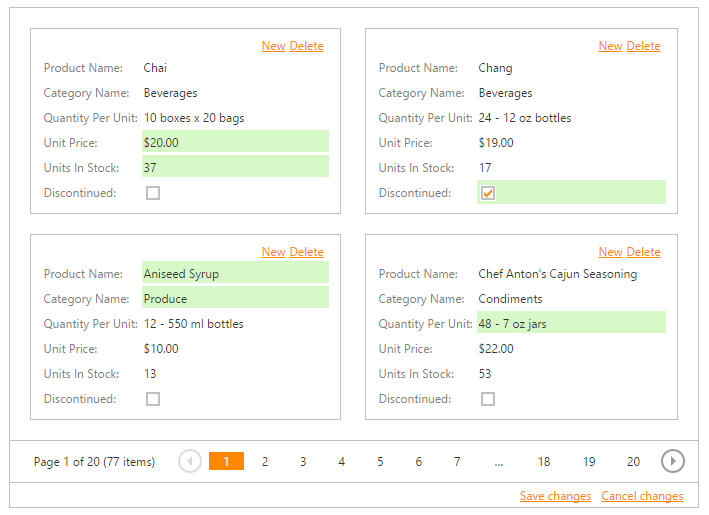 New Delete
Product Name: Chai
Category Name: Beverages
Quantity Per Unit: 10 boxes x 20 bags
Unit Price: $20.00
Units In Stock: 37
Discontinued:
New Delete
Product Name: Chang
Category Name: Beverages
Quantity Per Unit: 24 - 12 oz bottles
Unit Price: $19.00
Units In Stock: 17
Discontinued:
New Delete
Product Name: Aniseed Syrup
Category Name: Produce
Quantity Per Unit: 12 - 550 ml bottles
Unit Price: $10.00
Units In Stock: 13
Discontinued:
New Delete
Product Name: Chef Anton's Cajun Seasoning
Category Name: Condiments
Quantity Per Unit: 48 - 7 oz jars
Unit Price: $22.00
Units In Stock: 53
Discontinued:
Page 1 of 20 (77 items) 1 2 3 4 5 6 7 ... 18 19 20
Save changes Cancel changes